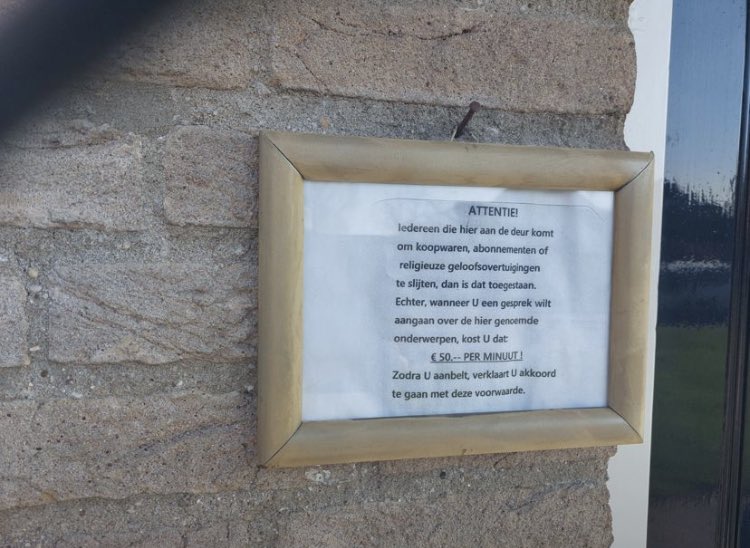 ATTENTIE!
Iedereen die hier aan de deur komt
om koopwaren, abonnementen of
religieuze geloofsovertuigingen
te slijten, dan is dat toegestaan.
Echter, wanneer U een gesprek wilt
aangaan over de hier genoemde
onderwerpen, kost U dat:
€ 50.-- PER MINUUT !
Zodra U aanbelt, verklaart U akkoord
te gaan met deze voorwaarde.